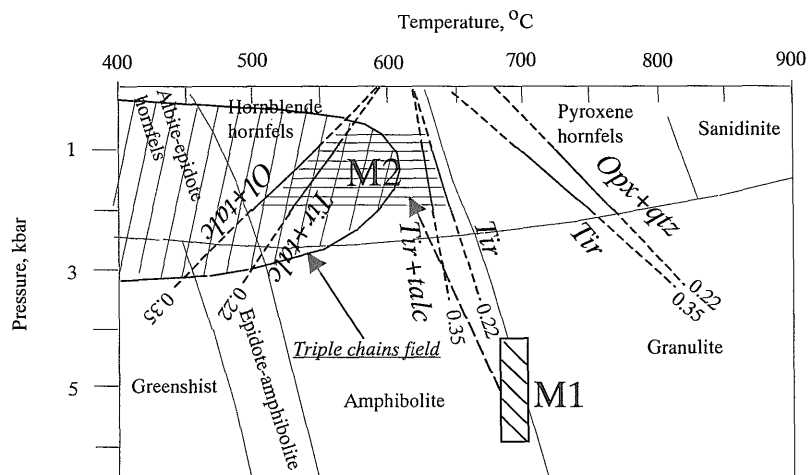 Temperature, °C
400 500 600 700 800 900
Pressure, kbar
1
3
5
Albite-epidote
hornfels
Hornblende
hornfels
Pyroxene
hornfels
Sanidinite
M2
Ol+talc
Tir+talc
Tir+talc
Tir
Tir
Opx+qtz
0.35
0.22
0.35
0.22
0.22
0.35
Triple chains field
Greenshist
Epidote-amphibolite
Amphibolite
Granulite
M1